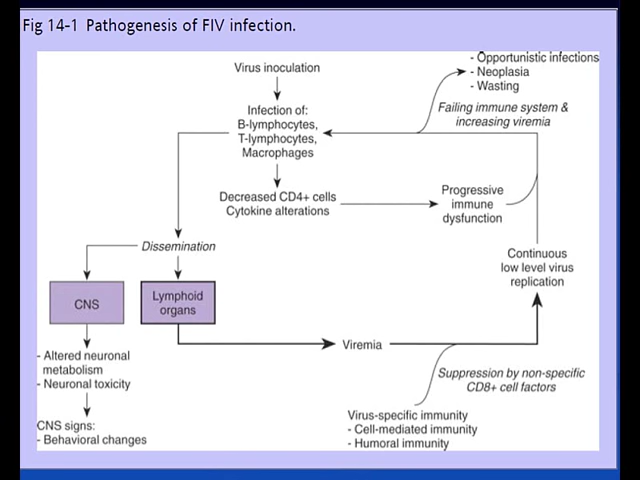 Fig 14-1 Pathogenesis of FIV infection.
Virus inoculation
- Opportunistic infections
- Neoplasia
- Wasting
Failing immune system &
increasing viremia
Infection of:
B-lymphocytes,
T-lymphocytes,
Macrophages
Decreased CD4+ cells
Cytokine alterations
Progressive
immune
dysfunction
Dissemination
Continuous
low level virus
replication
CNS
Lymphoid
organs
Viremia
- Altered neuronal
metabolism
- Neuronal toxicity
Suppression by non-specific
CD8+ cell factors
Virus-specific immunity
- Cell-mediated immunity
- Humoral immunity
CNS signs:
- Behavioral changes